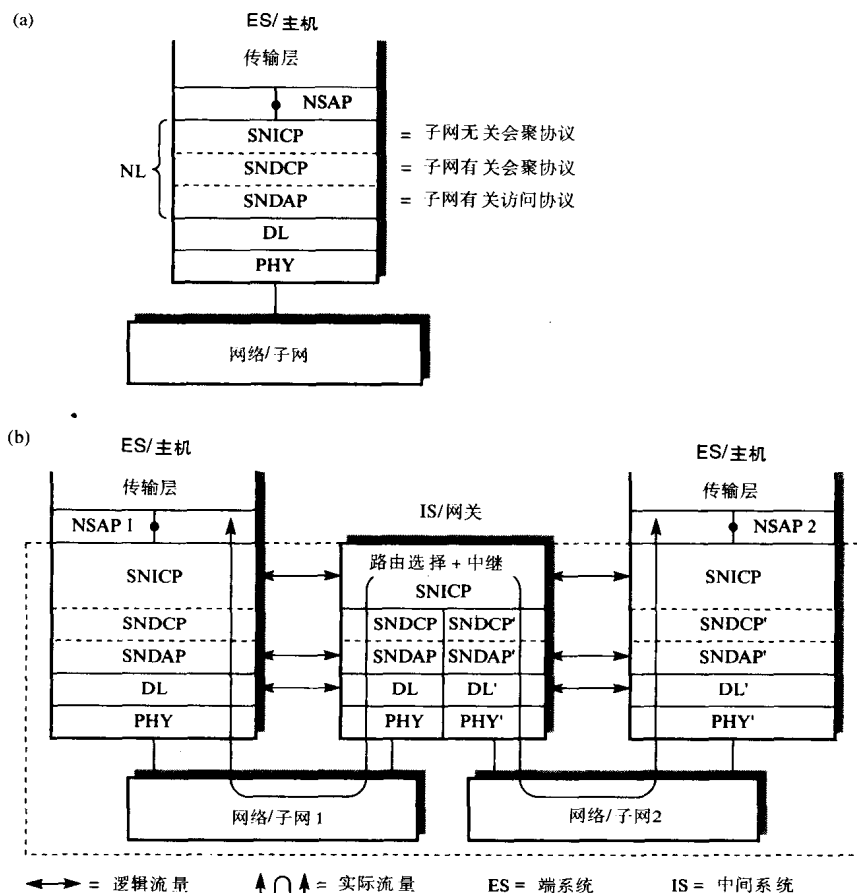 (a)
ES/主机
传输层
NSAP
NL
SNICP = 子网无关会聚协议
SNDCP = 子网有关会聚协议
SNDAP = 子网有关访问协议
DL
PHY
网络/子网
(b)
ES/主机
传输层
NSAP 1
SNICP
SNDCP
SNDAP
DL
PHY
IS/网关
路由选择 + 中继
SNICP
SNDCP SNDCP'
SNDAP SNDAP'
DL DL'
PHY PHY'
ES/主机
传输层
NSAP 2
SNICP
SNDCP'
SNDAP'
DL'
PHY'
网络/子网1
网络/子网2
= 逻辑流量 = 实际流量 ES = 端系统 IS = 中间系统